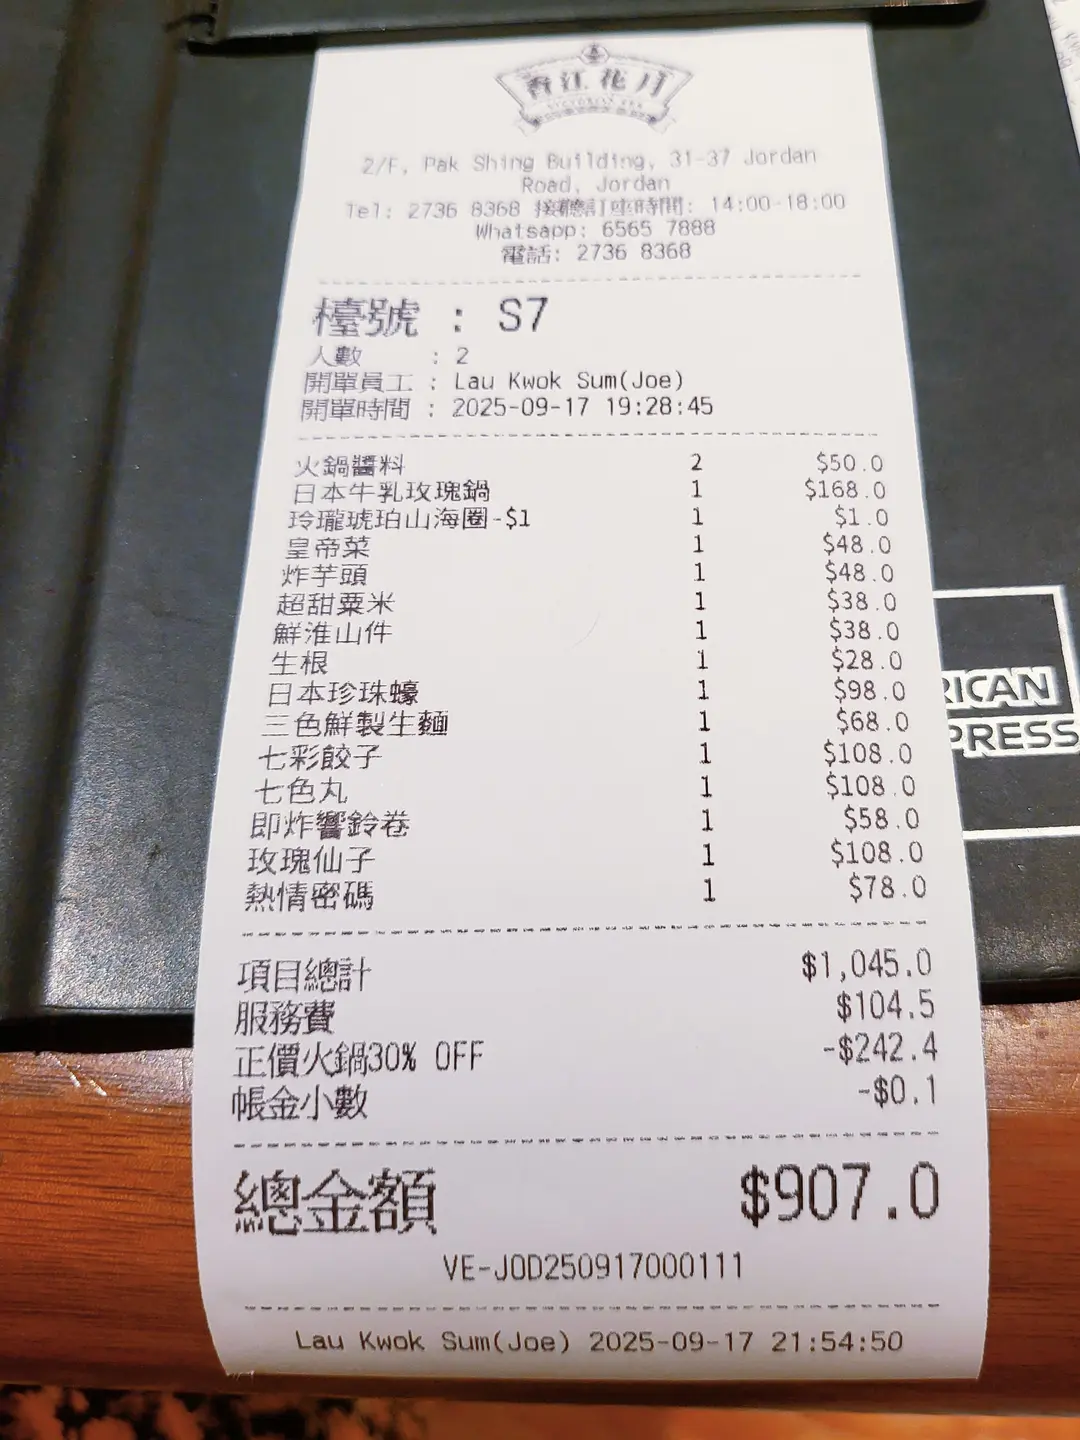 香江花月
VICTORIAN ERA
2/F, Pak Shing Building, 31-37 Jordan
Road, Jordan
Tel: 2736 8368 接聽訂座時間: 14:00-18:00
Whatsapp: 6565 7888
電話: 2736 8368
檯號 : S7
人數 : 2
開單員工 : Lau Kwok Sum(Joe)
開單時間 : 2025-09-17 19:28:45
火鍋醬料 2 $50.0
日本牛乳玫瑰鍋 1 $168.0
玲瓏琥珀山海圈-$1 1 $1.0
皇帝菜 1 $48.0
炸芋頭 1 $48.0
超甜粟米 1 $38.0
鮮淮山件 1 $38.0
生根 1 $28.0
日本珍珠蠔 1 $98.0
三色鮮製生麵 1 $68.0
七彩餃子 1 $108.0
七色丸 1 $108.0
即炸響鈴卷 1 $58.0
玫瑰仙子 1 $108.0
熱情密碼 1 $78.0
項目總計 $1,045.0
服務費 $104.5
正價火鍋30% OFF -$242.4
帳金小數 -$0.1
總金額 $907.0
VE-JOD250917000111
Lau Kwok Sum(Joe) 2025-09-17 21:54:50
RICAN
PRESS